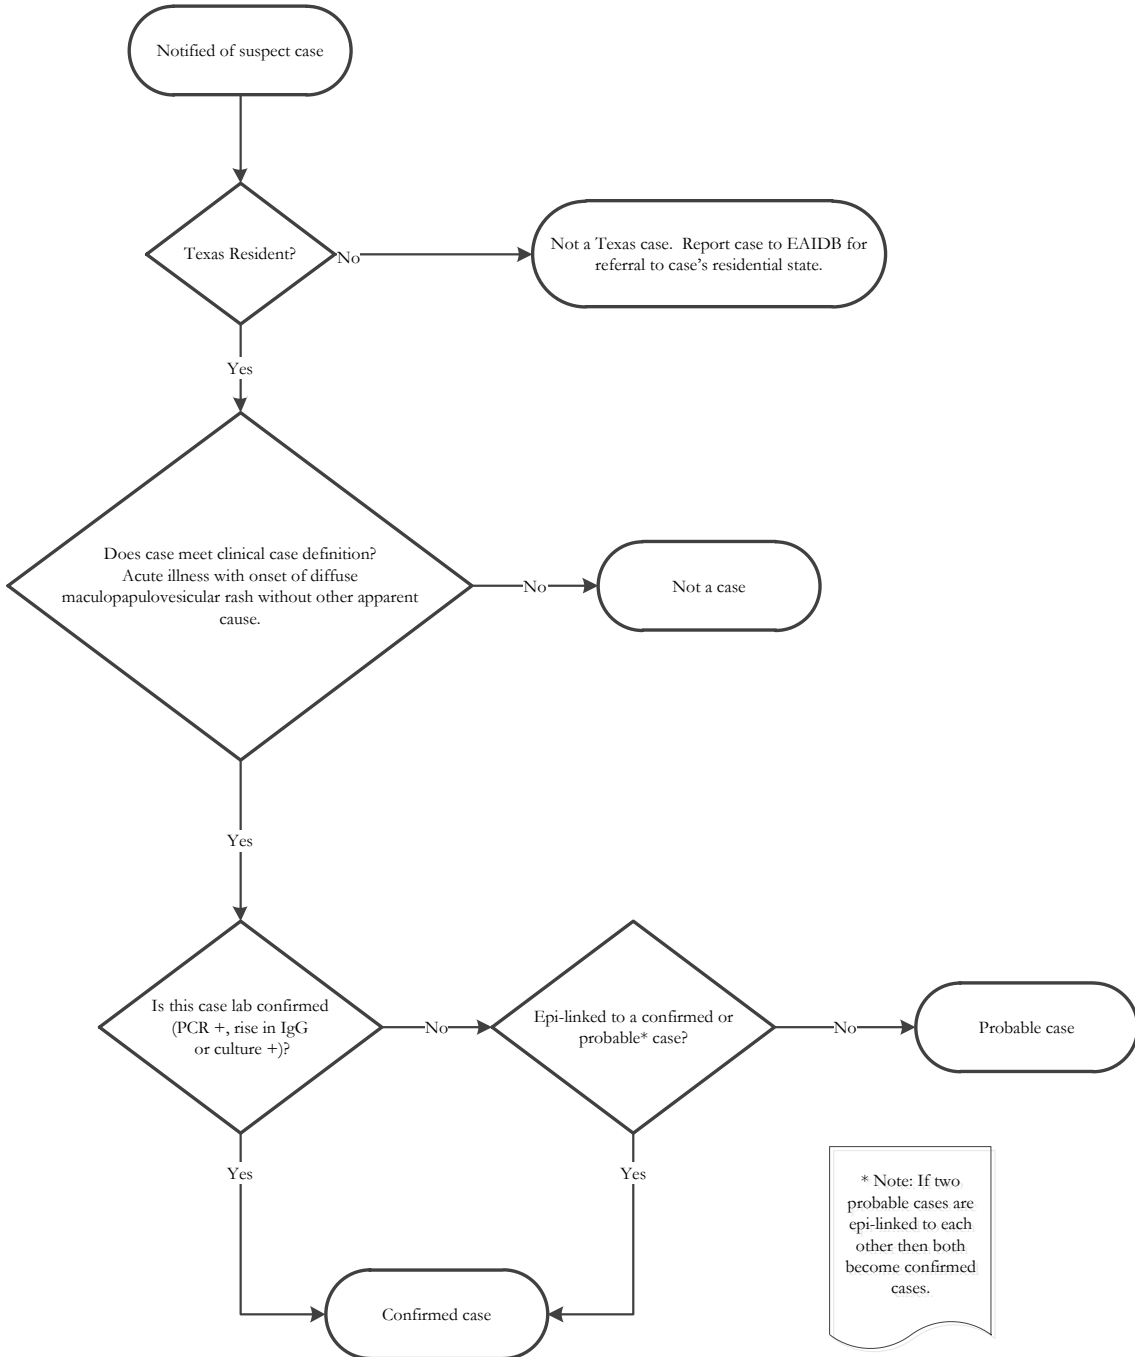 Notified of suspect case
Texas Resident?
No
Not a Texas case.  Report case to EAIDB for
referral to case’s residential state.
Yes
Does case meet clinical case definition?
Acute illness with onset of diffuse
maculopapulovesicular rash without other apparent
cause.
No
Not a case
Yes
Is this case lab confirmed
(PCR +, rise in IgG
or culture +)?
No
Epi-linked to a confirmed or
probable* case?
No
Probable case
Yes
Yes
* Note: If two
probable cases are
epi-linked to each
other then both
become confirmed
cases.
Confirmed case